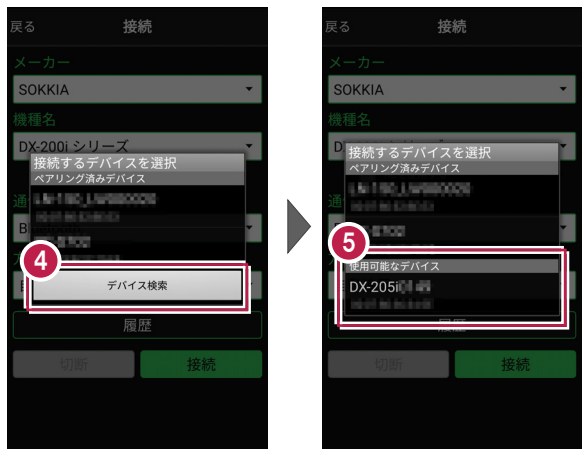 戻る
接続
メーカー
SOKKIA
機種名
DX-200i シリーズ
接続するデバイスを選択
ペアリング済みデバイス
4
デバイス検索
履歴
切断
接続
戻る
接続
メーカー
SOKKIA
機種名
接続するデバイスを選択
ペアリング済みデバイス
5
使用可能なデバイス
DX-205i
履歴
切断
接続